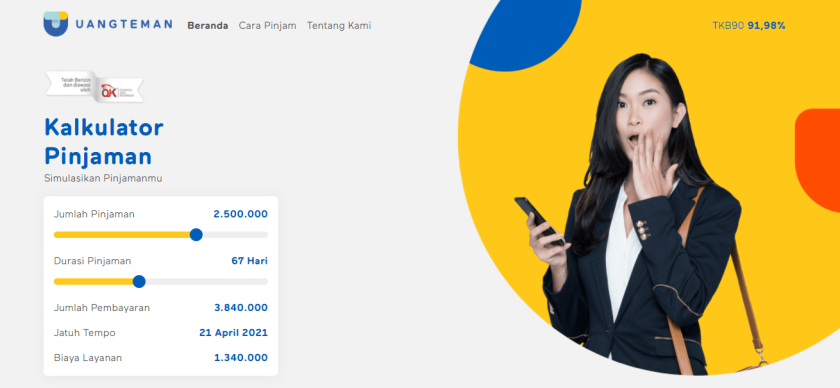 UANGTEMAN
Beranda Cara Pinjam Tentang Kami
TKB90 91,98%
Telah Berizin
dan diawasi
oleh:
OJK
Kalkulator
Pinjaman
Simulasikan Pinjamanmu
Jumlah Pinjaman 2.500.000
Durasi Pinjaman 67 Hari
Jumlah Pembayaran 3.840.000
Jatuh Tempo 21 April 2021
Biaya Layanan 1.340.000